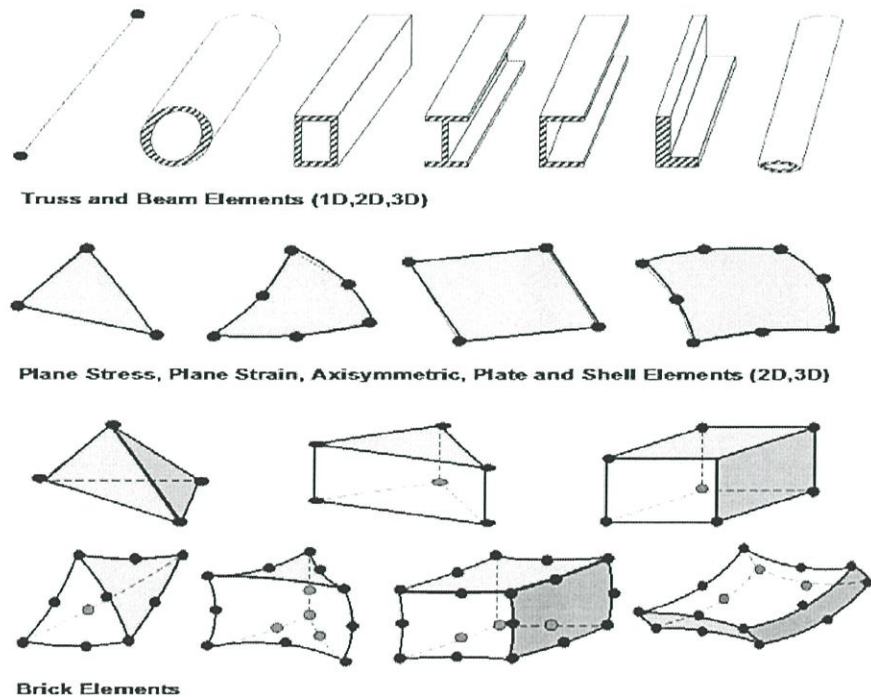 Truss and Beam Elements (1D,2D,3D)
Plane Stress, Plane Strain, Axisymmetric, Plate and Shell Elements (2D,3D)
Brick Elements